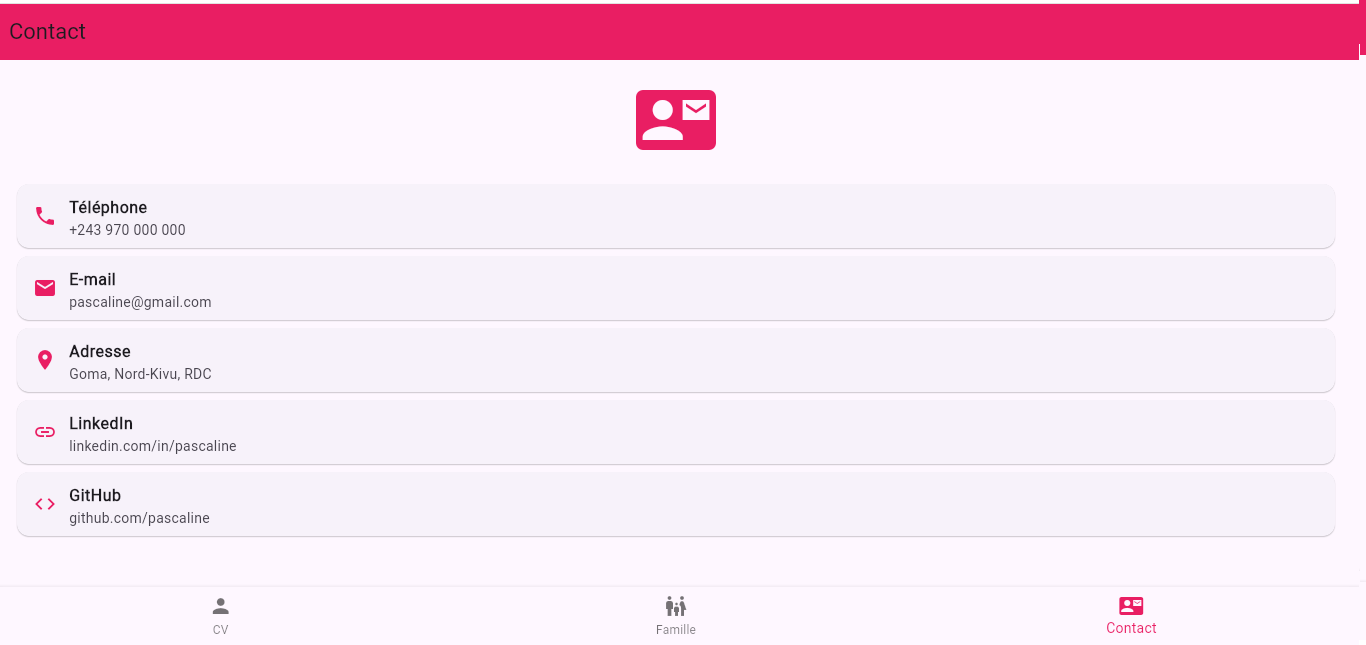 Contact
Téléphone
+243 970 000 000
E-mail
pascaline@gmail.com
Adresse
Goma, Nord-Kivu, RDC
LinkedIn
linkedin.com/in/pascaline
GitHub
github.com/pascaline
CV
Famille
Contact